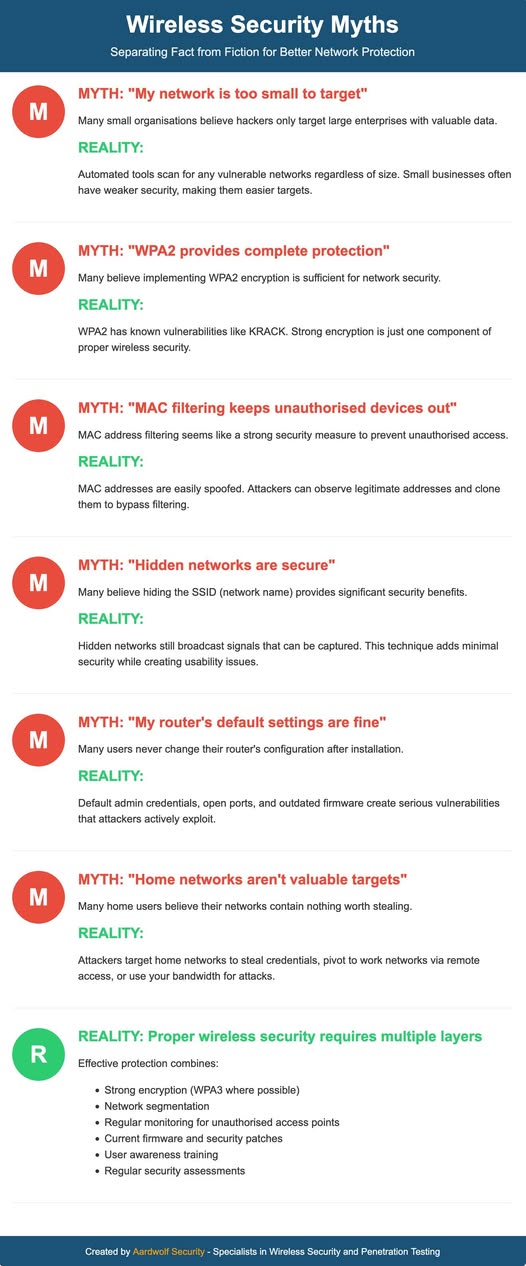 Wireless Security Myths
Separating Fact from Fiction for Better Network Protection
M
MYTH: "My network is too small to target"
Many small organisations believe hackers only target large enterprises with valuable data.
REALITY:
Automated tools scan for any vulnerable networks regardless of size. Small businesses often
have weaker security, making them easier targets.
M
MYTH: "WPA2 provides complete protection"
Many believe implementing WPA2 encryption is sufficient for network security.
REALITY:
WPA2 has known vulnerabilities like KRACK. Strong encryption is just one component of
proper wireless security.
M
MYTH: "MAC filtering keeps unauthorised devices out"
MAC address filtering seems like a strong security measure to prevent unauthorised access.
REALITY:
MAC addresses are easily spoofed. Attackers can observe legitimate addresses and clone
them to bypass filtering.
M
MYTH: "Hidden networks are secure"
Many believe hiding the SSID (network name) provides significant security benefits.
REALITY:
Hidden networks still broadcast signals that can be captured. This technique adds minimal
security while creating usability issues.
M
MYTH: "My router's default settings are fine"
Many users never change their router's configuration after installation.
REALITY:
Default admin credentials, open ports, and outdated firmware create serious vulnerabilities
that attackers actively exploit.
M
MYTH: "Home networks aren't valuable targets"
Many home users believe their networks contain nothing worth stealing.
REALITY:
Attackers target home networks to steal credentials, pivot to work networks via remote
access, or use your bandwidth for attacks.
R
REALITY: Proper wireless security requires multiple layers
Effective protection combines:
• Strong encryption (WPA3 where possible)
• Network segmentation
• Regular monitoring for unauthorised access points
• Current firmware and security patches
• User awareness training
• Regular security assessments
Created by Aardwolf Security - Specialists in Wireless Security and Penetration Testing